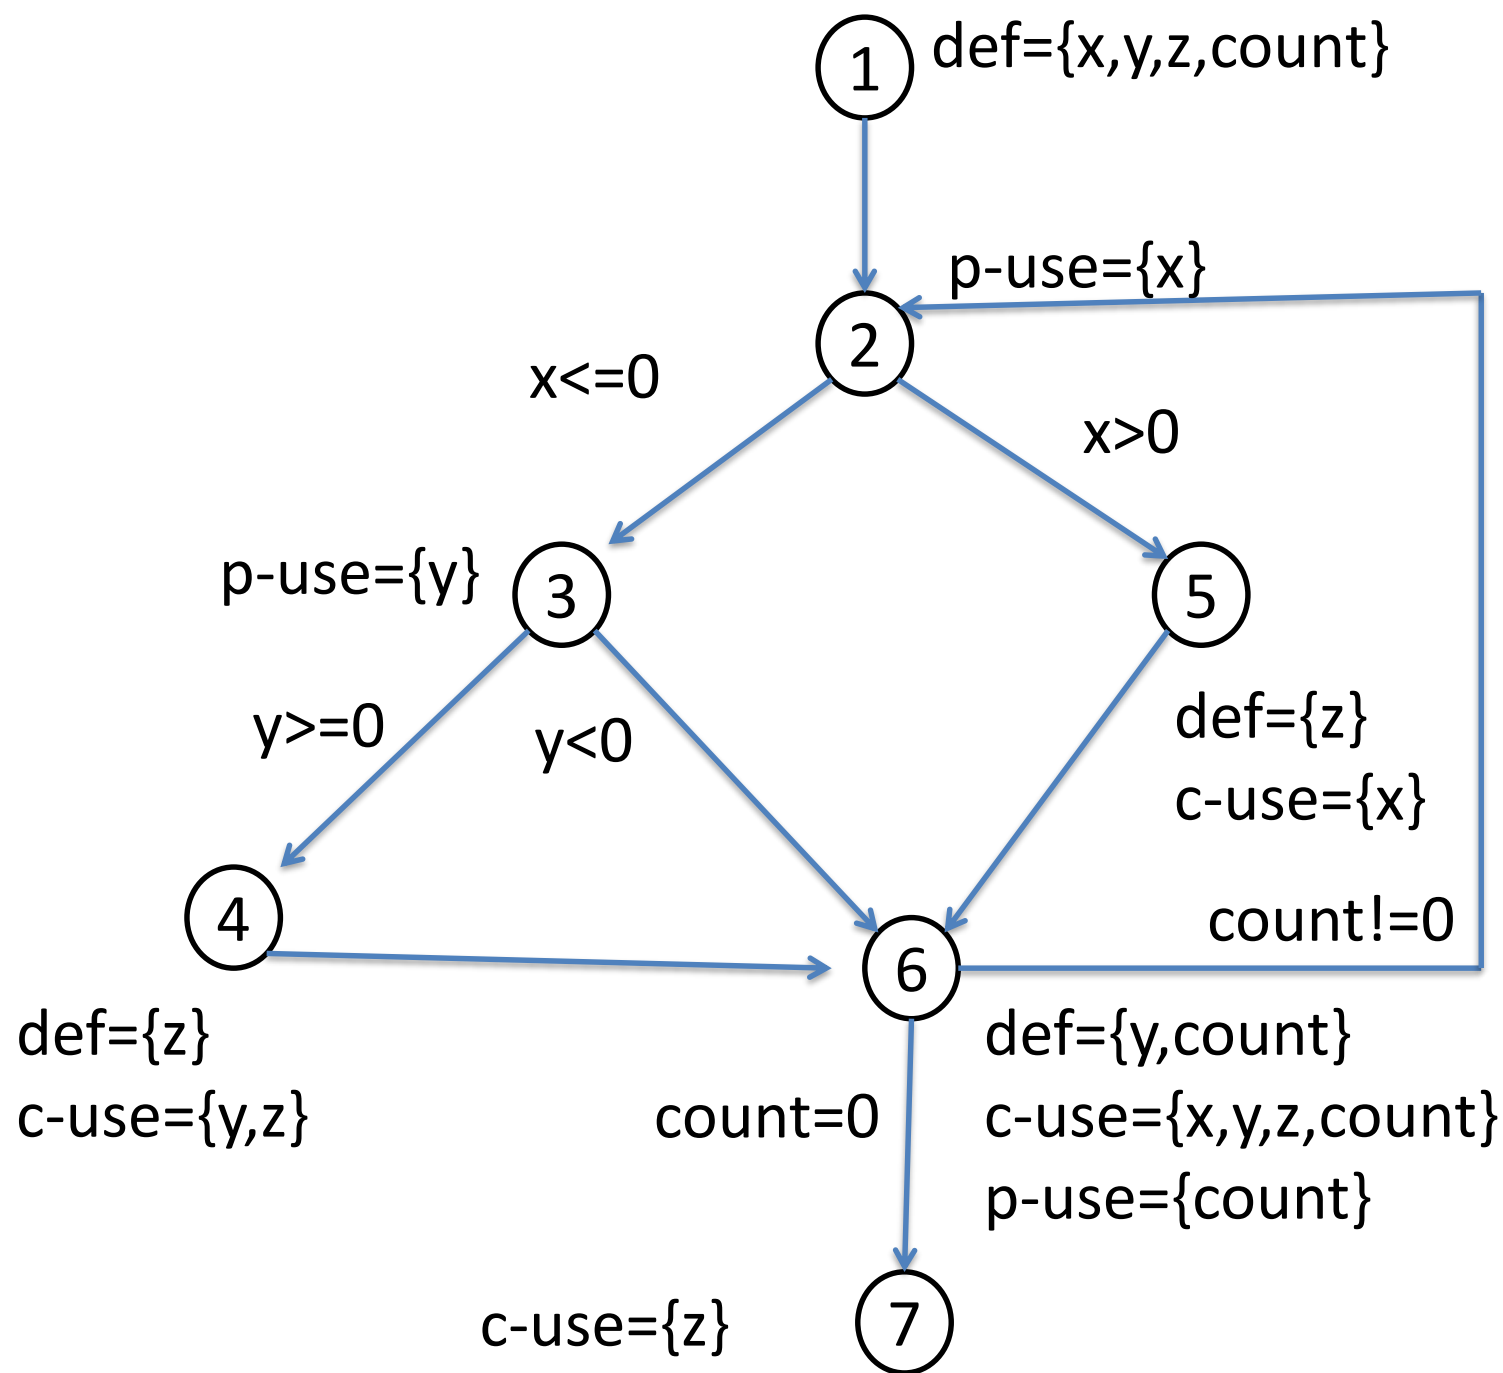 1
def={x,y,z,count}
p-use={x}
2
x<=0
x>0
p-use={y}
3
5
y>=0
y<0
def={z}
c-use={x}
4
6
count!=0
def={z}
c-use={y,z}
count=0
def={y,count}
c-use={x,y,z,count}
p-use={count}
c-use={z}
7